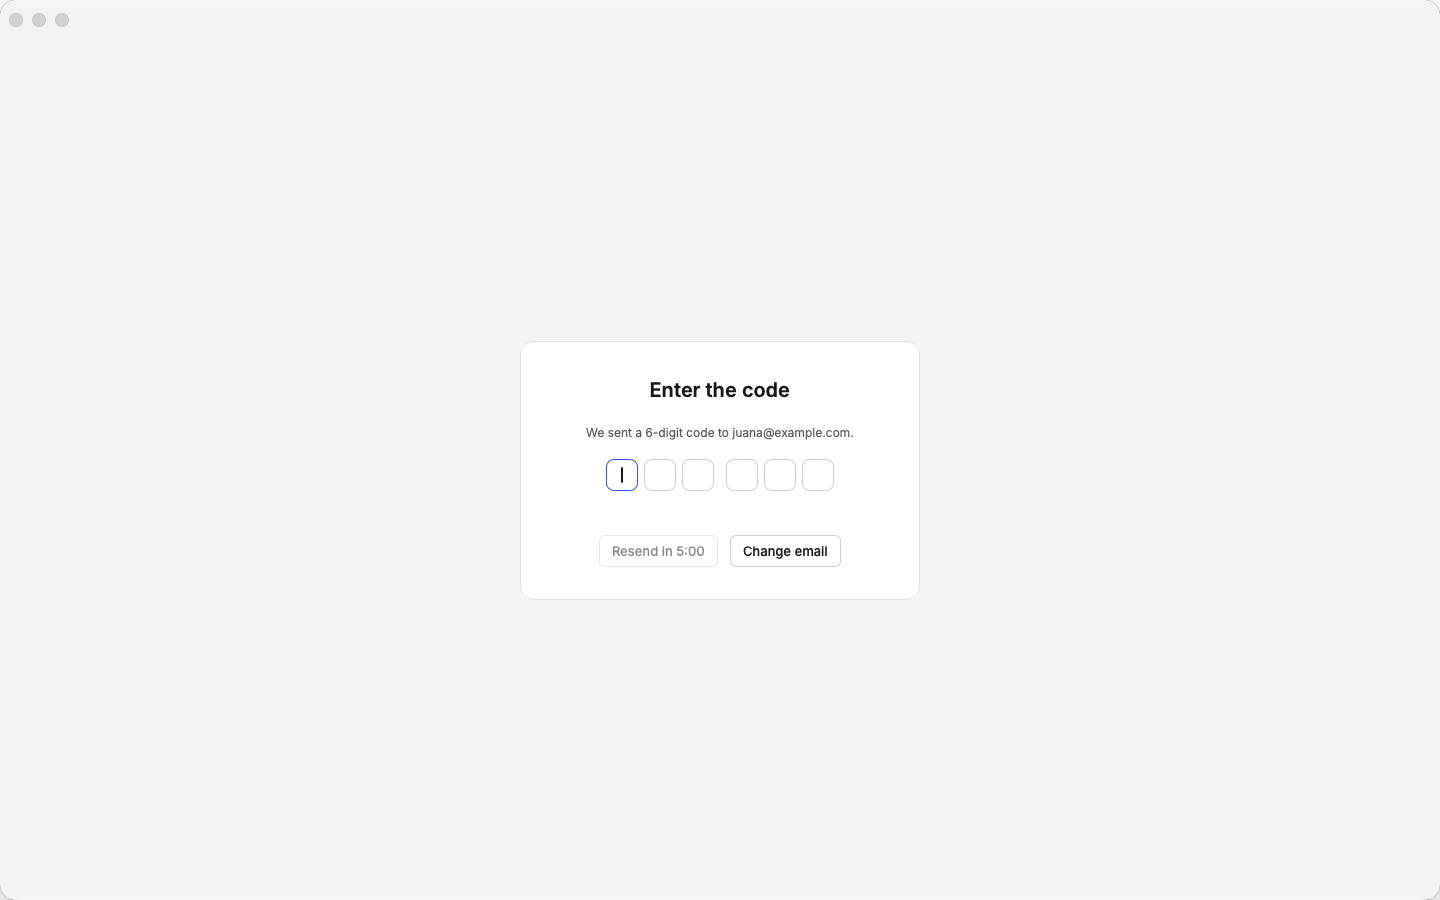 Enter the code
We sent a 6-digit code to juana@example.com.
Resend in 5:00
Change email